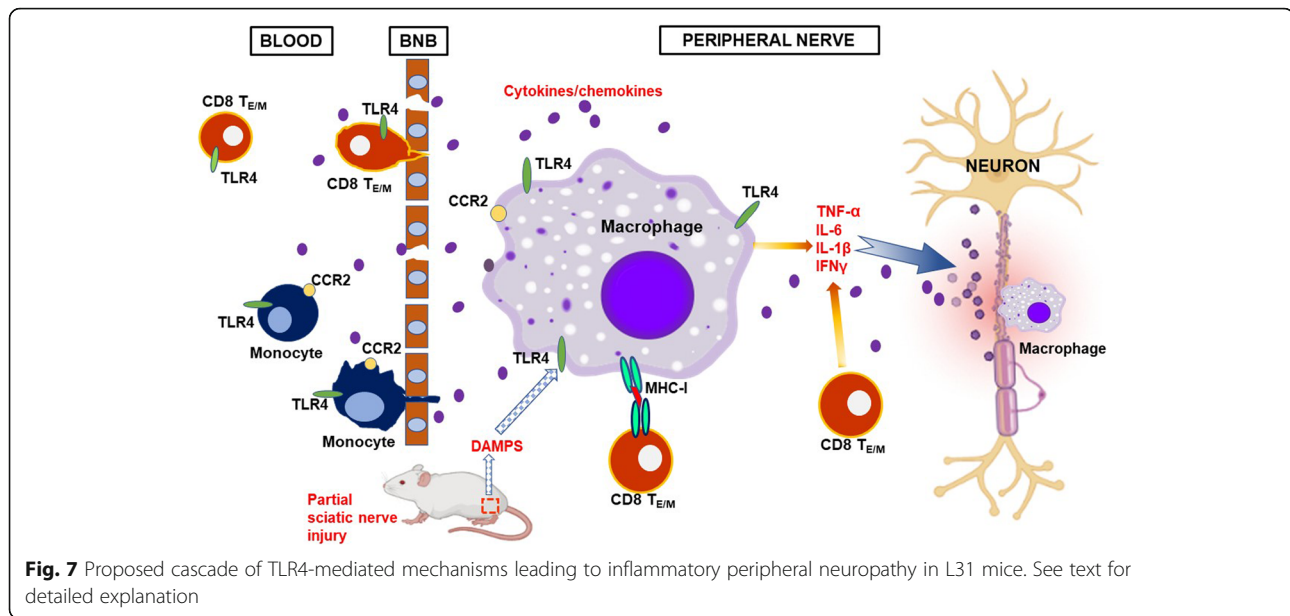 BLOOD
BNB
PERIPHERAL NERVE
CD8 TE/M
TLR4
TLR4
CD8 TE/M
Cytokines/chemokines
TLR4
CCR2
Macrophage
TLR4
TNF-α
IL-6
IL-1β
IFNγ
NEURON
Macrophage
CCR2
TLR4
Monocyte
CCR2
TLR4
Monocyte
TLR4
MHC-I
CD8 TE/M
CD8 TE/M
DAMPS
Partial
sciatic nerve
injury
Fig. 7 Proposed cascade of TLR4-mediated mechanisms leading to inflammatory peripheral neuropathy in L31 mice. See text for
detailed explanation